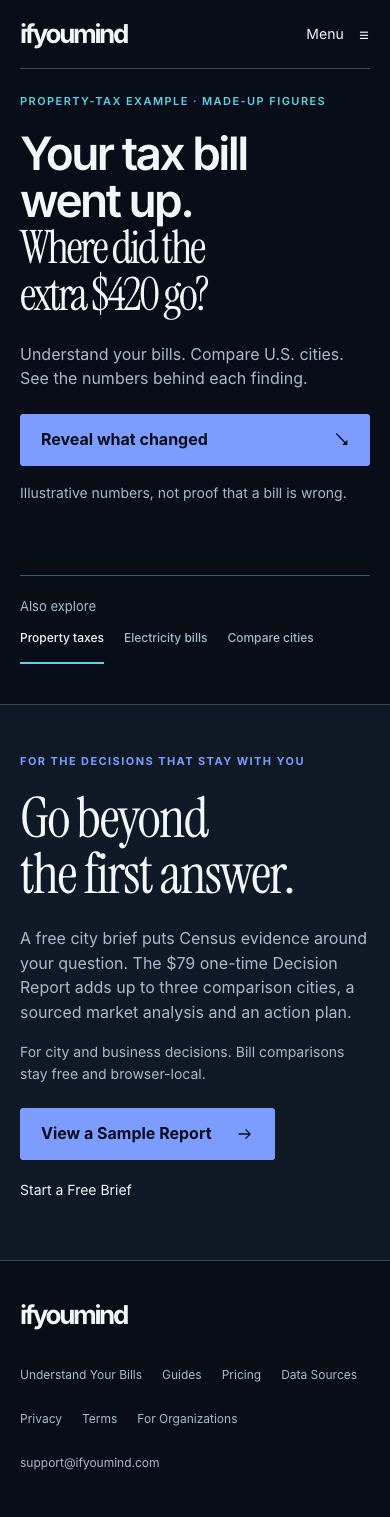 ifyoumind
Menu ≡
PROPERTY-TAX EXAMPLE · MADE-UP FIGURES
Your tax bill
went up.
Where did the
extra $420 go?
Understand your bills. Compare U.S. cities.
See the numbers behind each finding.
Reveal what changed ↘
Illustrative numbers, not proof that a bill is wrong.
Also explore
Property taxes Electricity bills Compare cities
FOR THE DECISIONS THAT STAY WITH YOU
Go beyond
the first answer.
A free city brief puts Census evidence around
your question. The $79 one-time Decision
Report adds up to three comparison cities, a
sourced market analysis and an action plan.
For city and business decisions. Bill comparisons
stay free and browser-local.
View a Sample Report →
Start a Free Brief
ifyoumind
Understand Your Bills Guides Pricing Data Sources
Privacy Terms For Organizations
support@ifyoumind.com